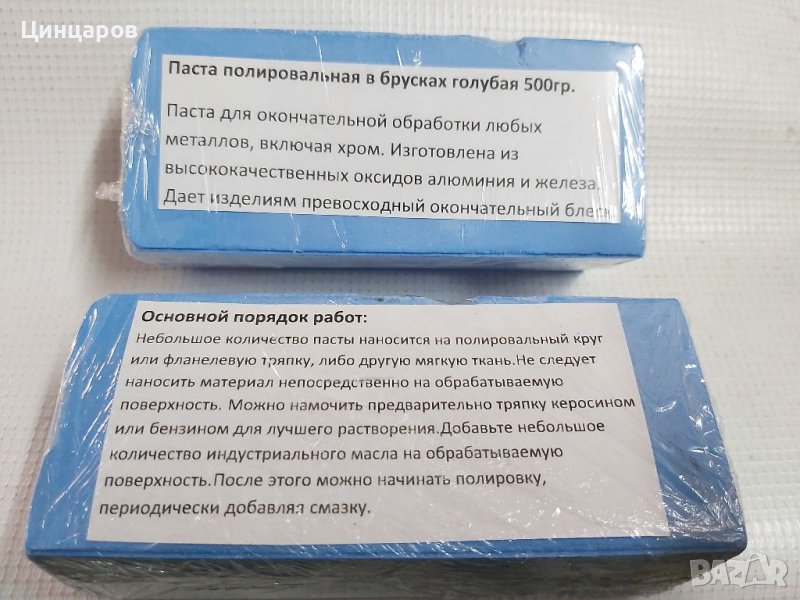 Цинцаров
Паста полировальная в брусках голубая 500гр.
Паста для окончательной обработки любых
металлов, включая хром. Изготовлена из
высококачественных оксидов алюминия и железа.
Дает изделиям превосходный окончательный блеск.
Основной порядок работ:
Небольшое количество пасты наносится на полировальный круг
или фланелевую тряпку, либо другую мягкую ткань.Не следует
наносить материал непосредственно на обрабатываемую
поверхность. Можно намочить предварительно тряпку керосином
или бензином для лучшего растворения.Добавьте небольшое
количество индустриального масла на обрабатываемую
поверхность.После этого можно начинать полировку,
периодически добавляя смазку.
BAZAR